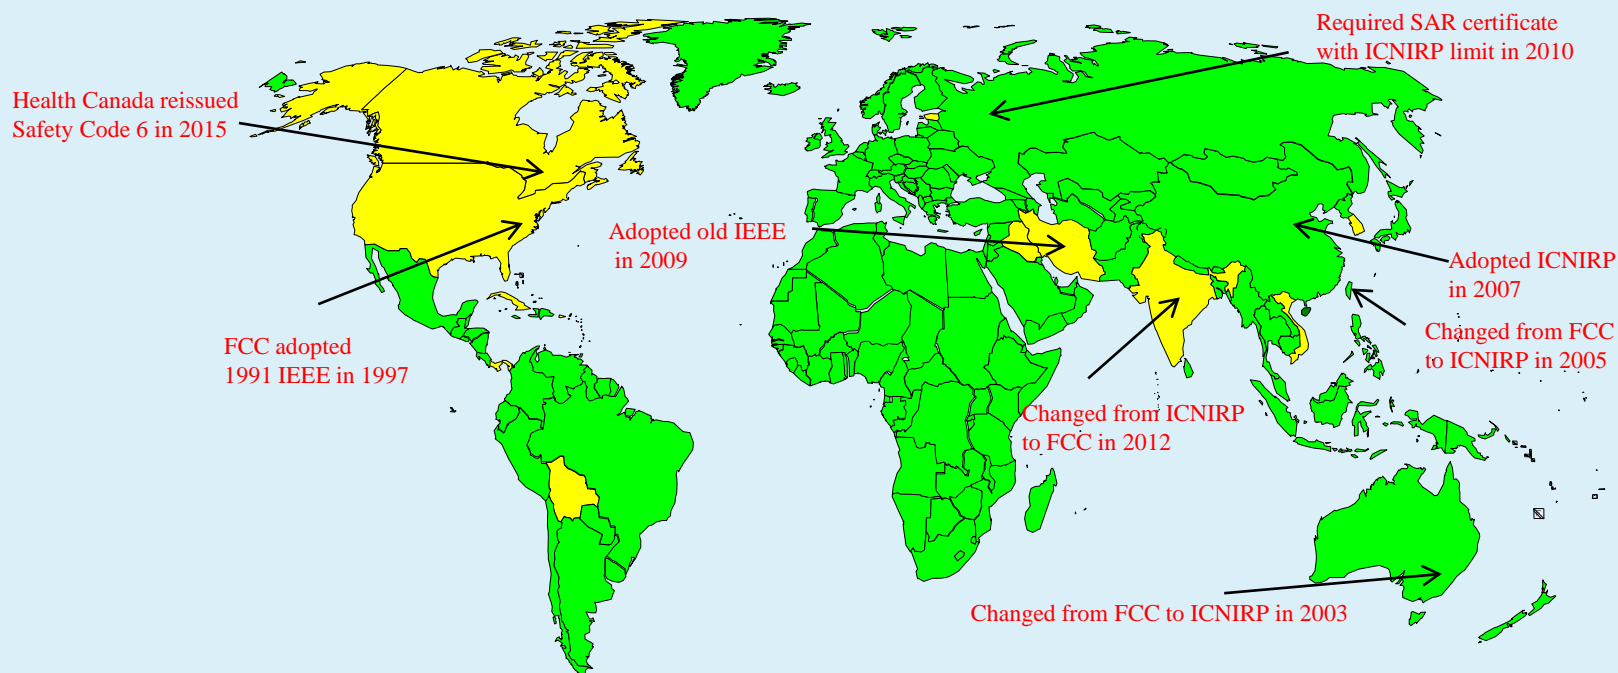 Required SAR certificate
with ICNIRP limit in 2010
Health Canada reissued
Safety Code 6 in 2015
Adopted old IEEE
in 2009
Adopted ICNIRP
in 2007
Changed from FCC
to ICNIRP in 2005
FCC adopted
1991 IEEE in 1997
Changed from ICNIRP
to FCC in 2012
Changed from FCC to ICNIRP in 2003